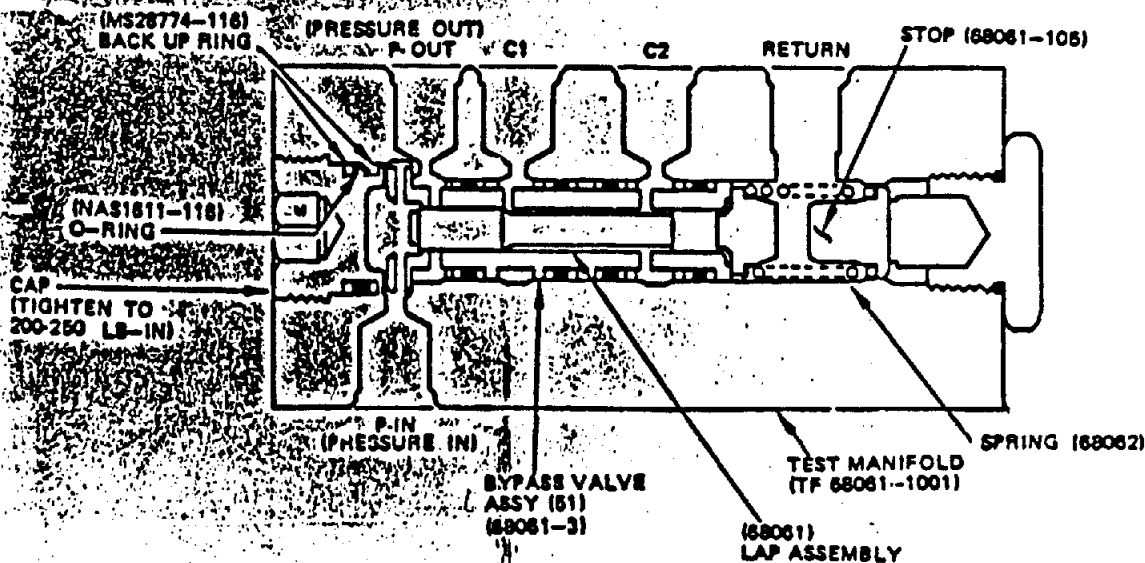 (MS28774-116)
BACK UP RING
(PRESSURE OUT)
P-OUT
C1
C2
RETURN
STOP (68061-105)
(NAS1611-116)
O-RING
CAP
(TIGHTEN TO
200-250 LB-IN)
P-IN
(PRESSURE IN)
BYPASS VALVE
ASSY (51)
(68061-3)
(68061)
LAP ASSEMBLY
TEST MANIFOLD
(TF 68061-1001)
SPRING (68062)